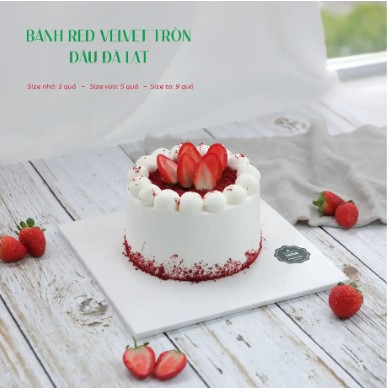 BÁNH RED VELVET TRÒN
DÂU ĐÀ LẠT
Size nhỏ: 3 quả – Size vừa: 5 quả – Size to: 9 quả